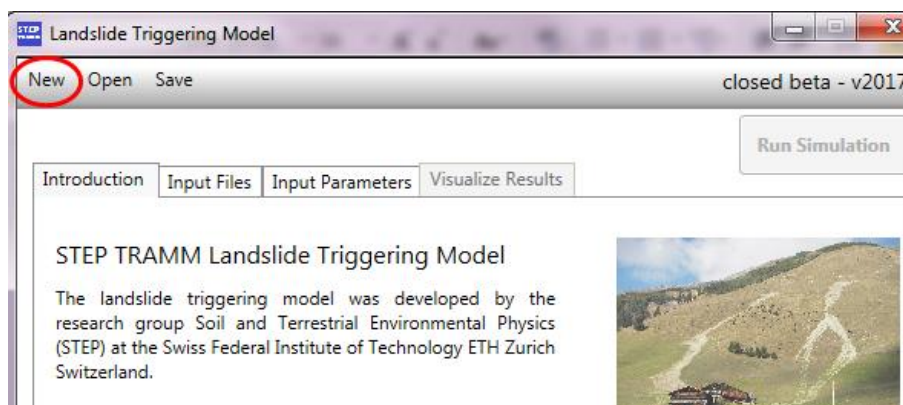 STEP
TRAMM
Landslide Triggering Model
New Open Save
closed beta - v2017
Run Simulation
Introduction Input Files Input Parameters Visualize Results
STEP TRAMM Landslide Triggering Model
The landslide triggering model was developed by the
research group Soil and Terrestrial Environmental Physics
(STEP) at the Swiss Federal Institute of Technology ETH Zurich
Switzerland.